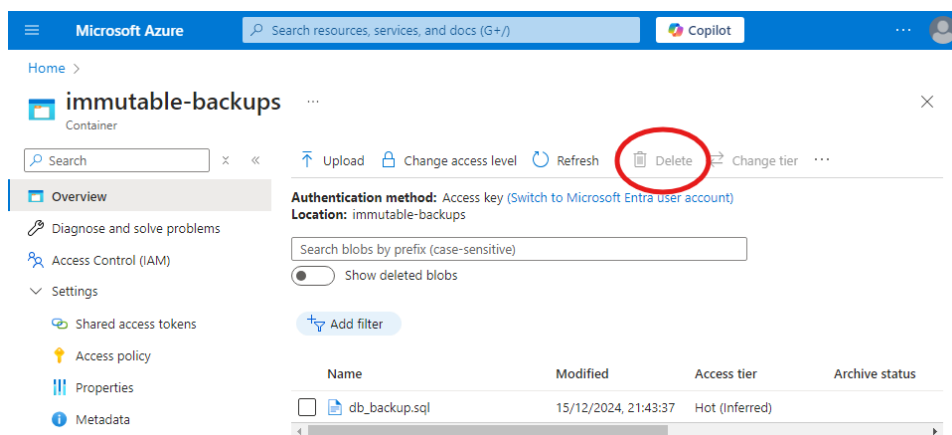 Microsoft Azure
Search resources, services, and docs (G+/)
Copilot
...
Home >
immutable-backups ...
Container
Search
Upload
Change access level
Refresh
Delete
Change tier
...
Overview
Diagnose and solve problems
Access Control (IAM)
Settings
Shared access tokens
Access policy
Properties
Metadata
Authentication method: Access key (Switch to Microsoft Entra user account)
Location: immutable-backups
Search blobs by prefix (case-sensitive)
Show deleted blobs
Add filter
Name Modified Access tier Archive status
db_backup.sql 15/12/2024, 21:43:37 Hot (Inferred)